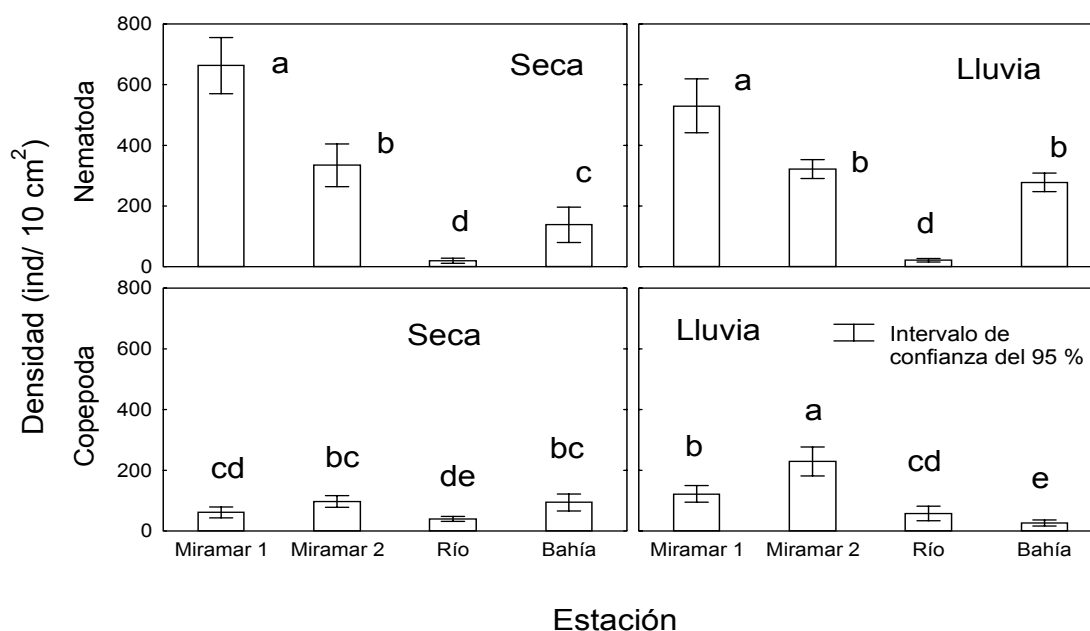 Densidad (ind/ 10 cm²)
Nematoda
800
600
400
200
0
Seca
a
b
d
c
Lluvia
a
b
d
b
Copepoda
800
600
400
200
0
Seca
cd
bc
de
bc
Lluvia
Intervalo de
confianza del 95 %
b
a
cd
e
Miramar 1 Miramar 2 Río Bahía Miramar 1 Miramar 2 Río Bahía
Estación